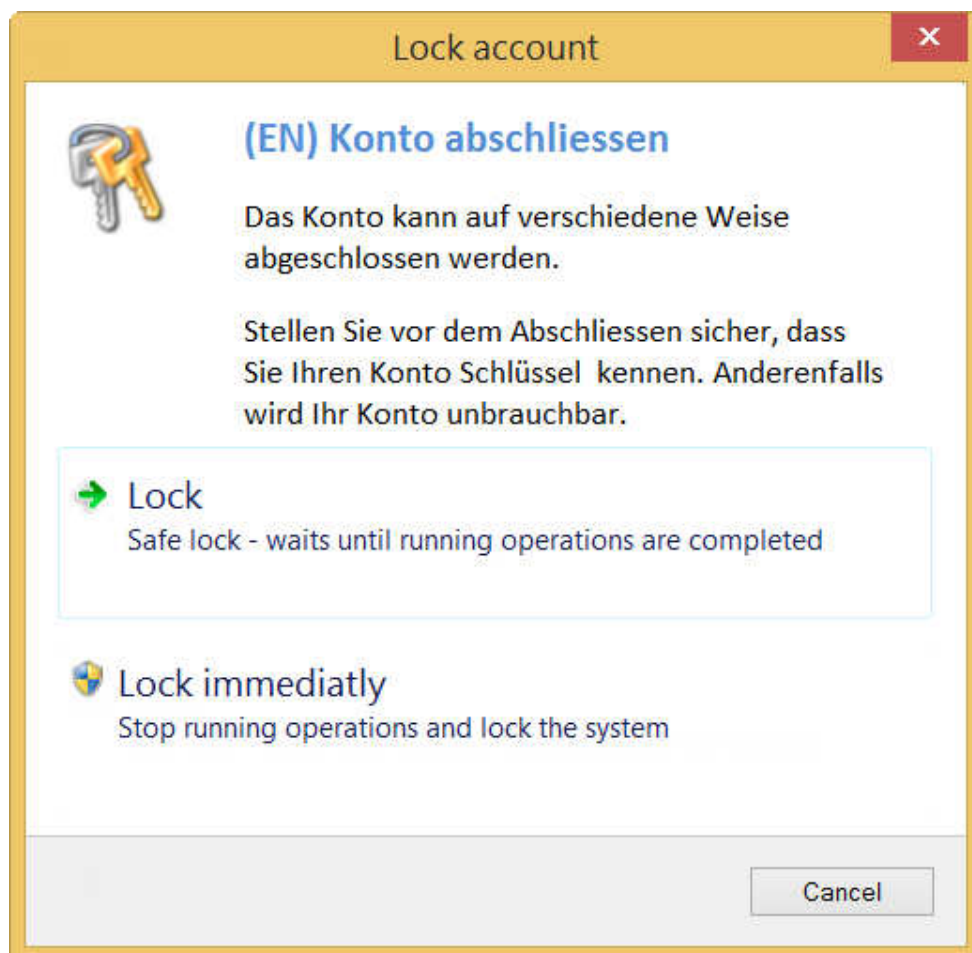 Lock account
(EN) Konto abschliessen
Das Konto kann auf verschiedene Weise
abgeschlossen werden.
Stellen Sie vor dem Abschliessen sicher, dass
Sie Ihren Konto Schlüssel  kennen. Anderenfalls
wird Ihr Konto unbrauchbar.
Lock
Safe lock - waits until running operations are completed
Lock immediatly
Stop running operations and lock the system
Cancel